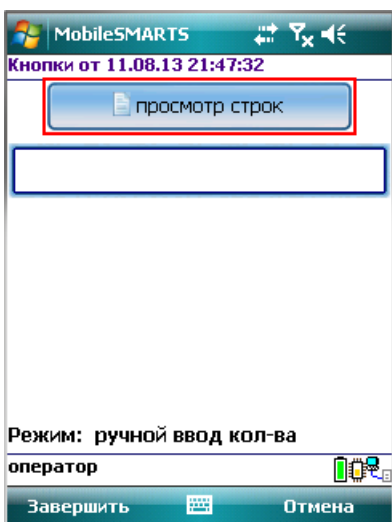 MobileSMARTS
Кнопки от 11.08.13 21:47:32
просмотр строк
Режим: ручной ввод кол-ва
оператор
Завершить Отмена